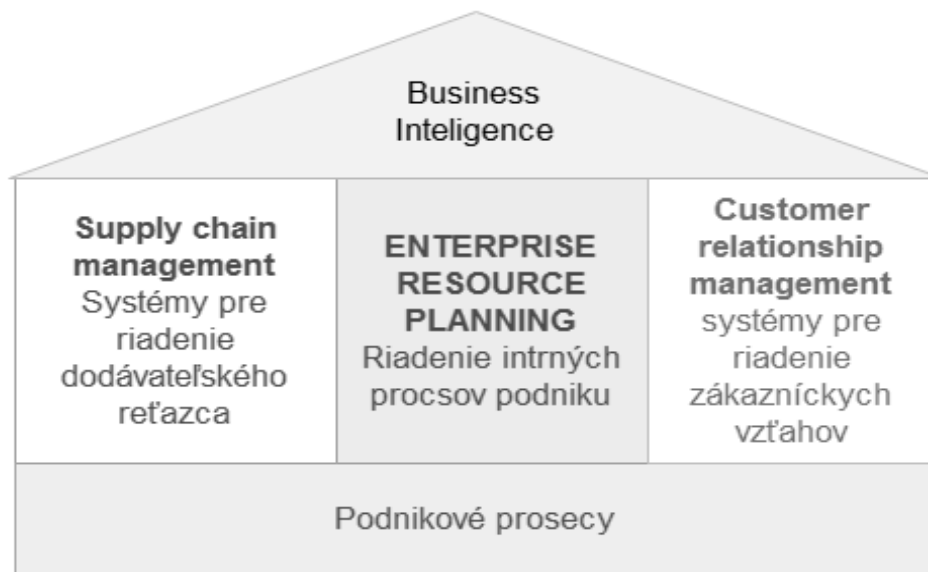 Business
Inteligence
Supply chain
management
Systémy pre
riadenie
dodávateľského
reťazca
ENTERPRISE
RESOURCE
PLANNING
Riadenie intrných
procsov podniku
Customer
relationship
management
systémy pre
riadenie
zákazníckych
vzťahov
Podnikové prosecy